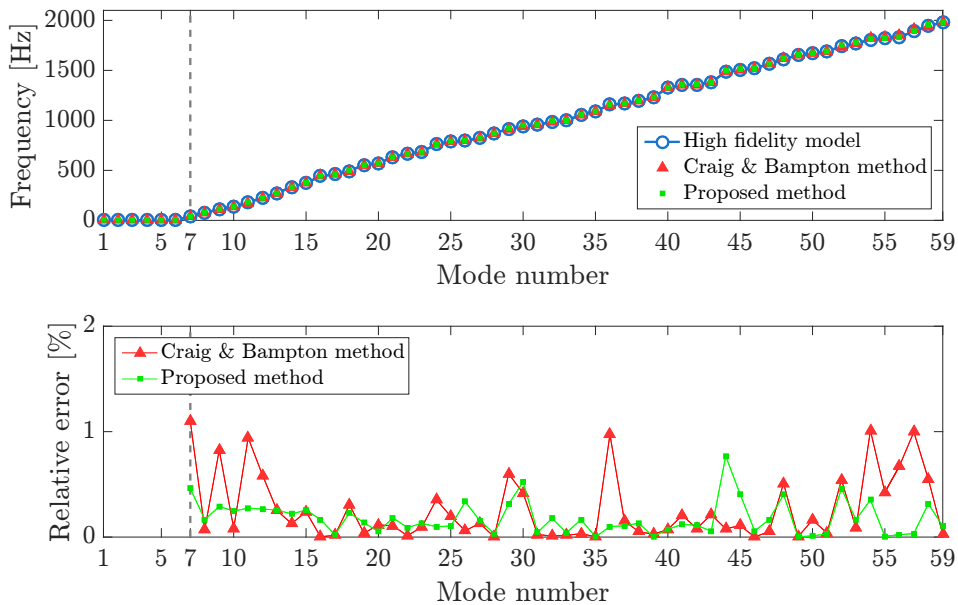 2000
1500
1000
500
0
Frequency [Hz]
High fidelity model
Craig & Bampton method
Proposed method
1 5 7 10 15 20 25 30 35 40 45 50 55 59
Mode number
2
1
0
Relative error [%]
Craig & Bampton method
Proposed method
1 5 7 10 15 20 25 30 35 40 45 50 55 59
Mode number